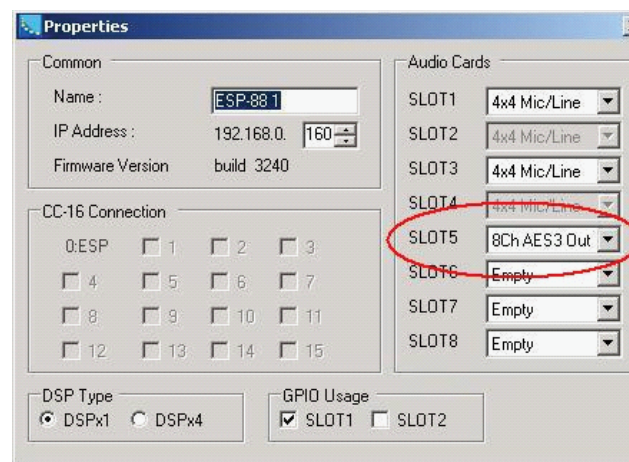 Properties
Common
Name :
ESP-88 1
IP Address :
192.168.0.
160
Firmware Version
build 3240
CC-16 Connection
0:ESP
1
2
3
4
5
6
7
8
9
10
11
12
13
14
15
DSP Type
DSPx1
DSPx4
GPIO Usage
SLOT1
SLOT2
Audio Cards
SLOT1
4x4 Mic/Line
SLOT2
4x4 Mic/Line
SLOT3
4x4 Mic/Line
SLOT4
4x4 Mic/Line
SLOT5
8Ch AES3 Out
SLOT6
Empty
SLOT7
Empty
SLOT8
Empty